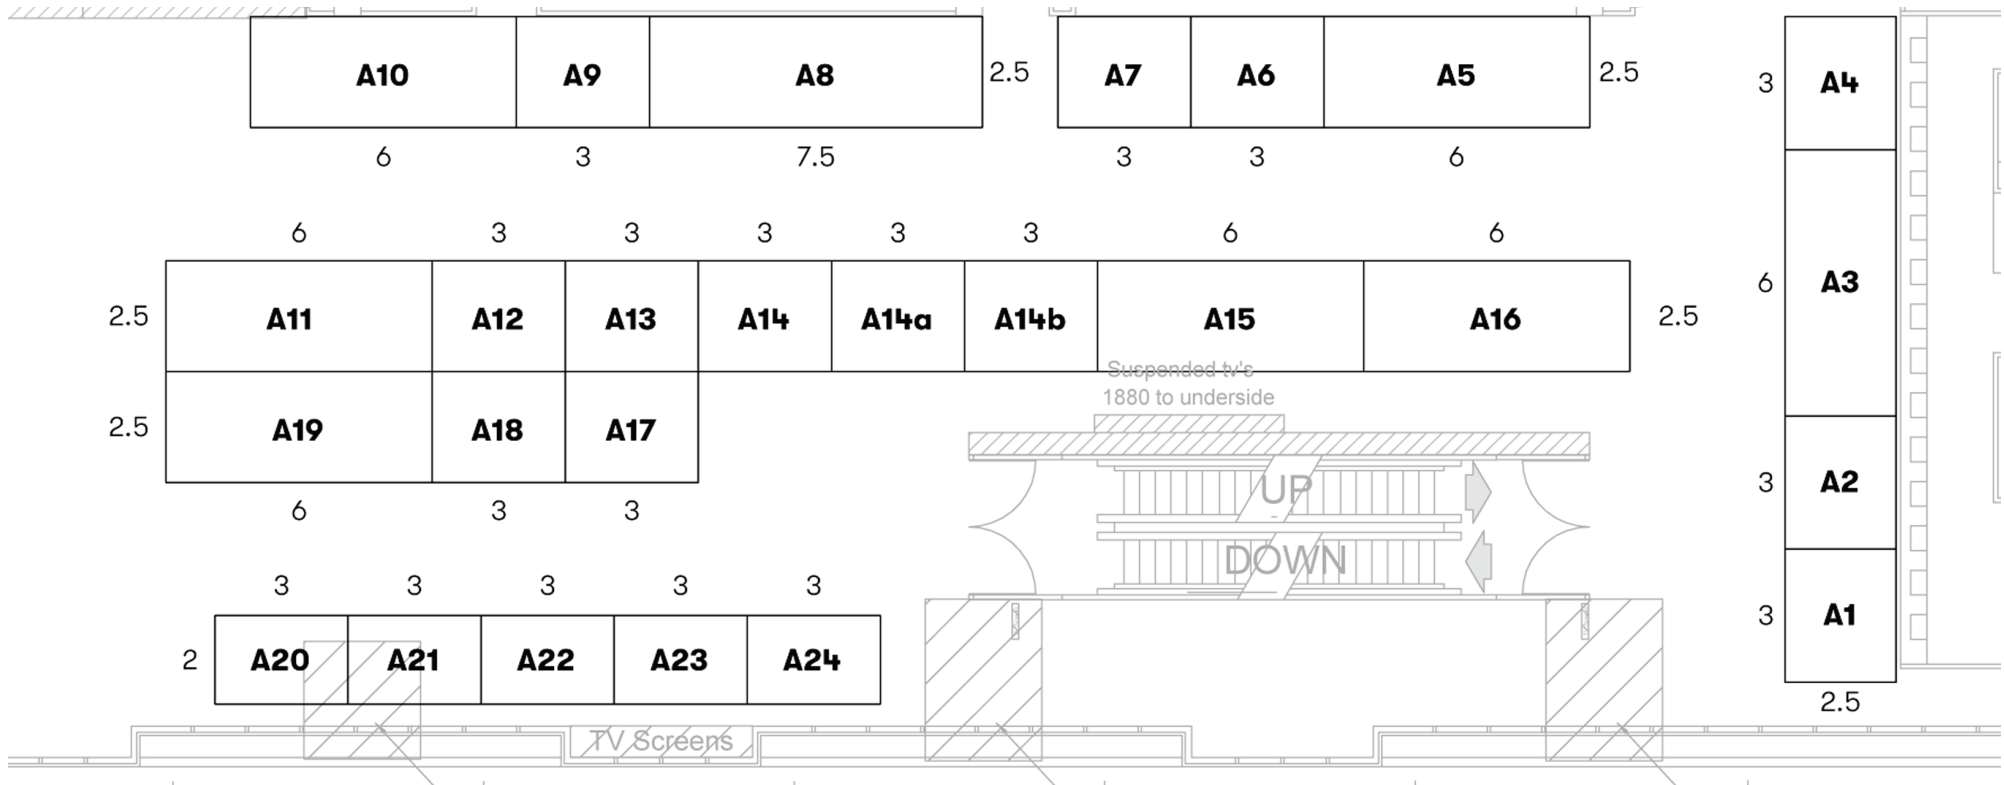 A10 A9 A8 2.5 A7 A6 A5 2.5
6 3 7.5 3 3 6
3 A4
6 A3
3 A2
3 A1
2.5
6 3 3 3 3 3 6 6
2.5 A11 A12 A13 A14 A14a A14b A15 A16 2.5
2.5 A19 A18 A17
6 3 3
Suspended tv's
1880 to underside
UP
DOWN
3 3 3 3 3
2 A20 A21 A22 A23 A24
TV Screens